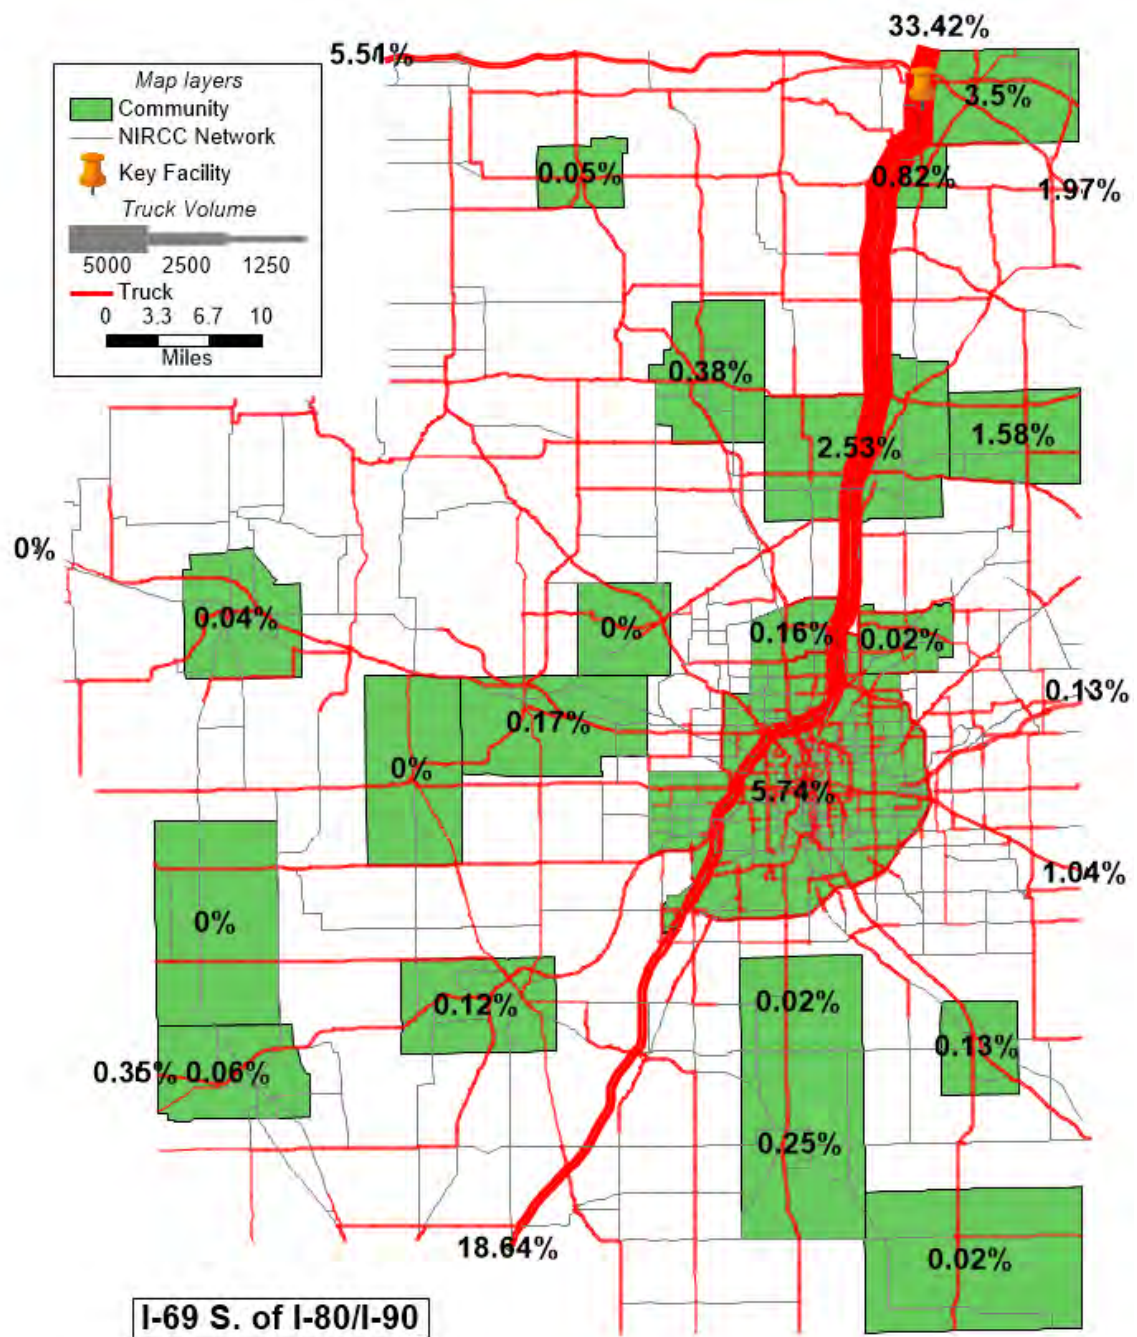 33.42%
5.51%
Map layers
Community
NIRCC Network
Key Facility
Truck Volume
5000 2500 1250
Truck
0 3.3 6.7 10
Miles
3.5%
0.05%
0.82%
1.97%
0.38%
2.53%
1.58%
0%
0.04%
0%
0.16%
0.02%
0.13%
0.17%
0%
5.74%
1.04%
0%
0.12%
0.02%
0.13%
0.35% 0.06%
0.25%
18.64%
0.02%
I-69 S. of I-80/I-90